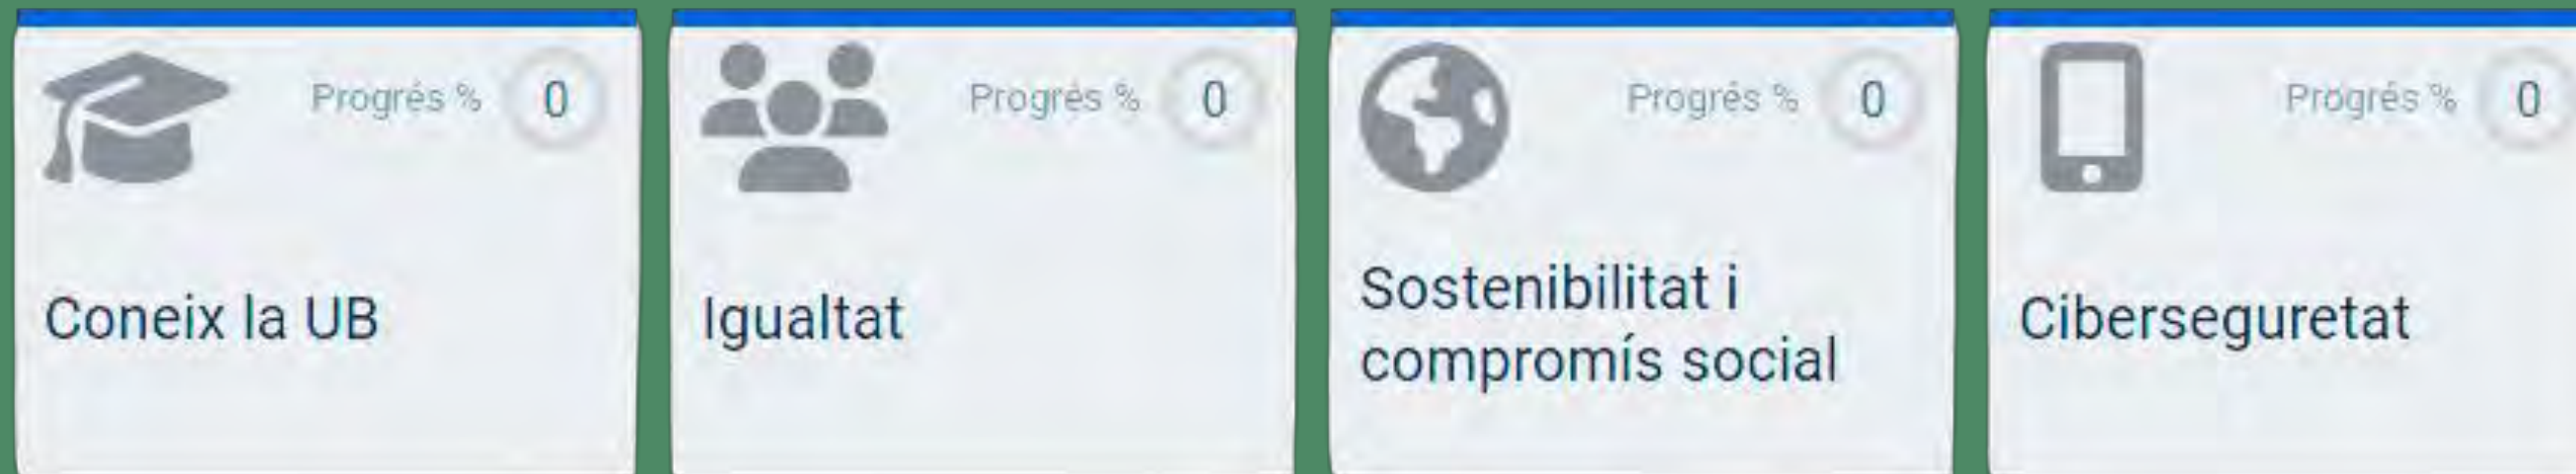 Progrés % 0
Coneix la UB
Progrés % 0
Igualtat
Progrés % 0
Sostenibilitat i
compromís social
Progrés % 0
Ciberseguretat